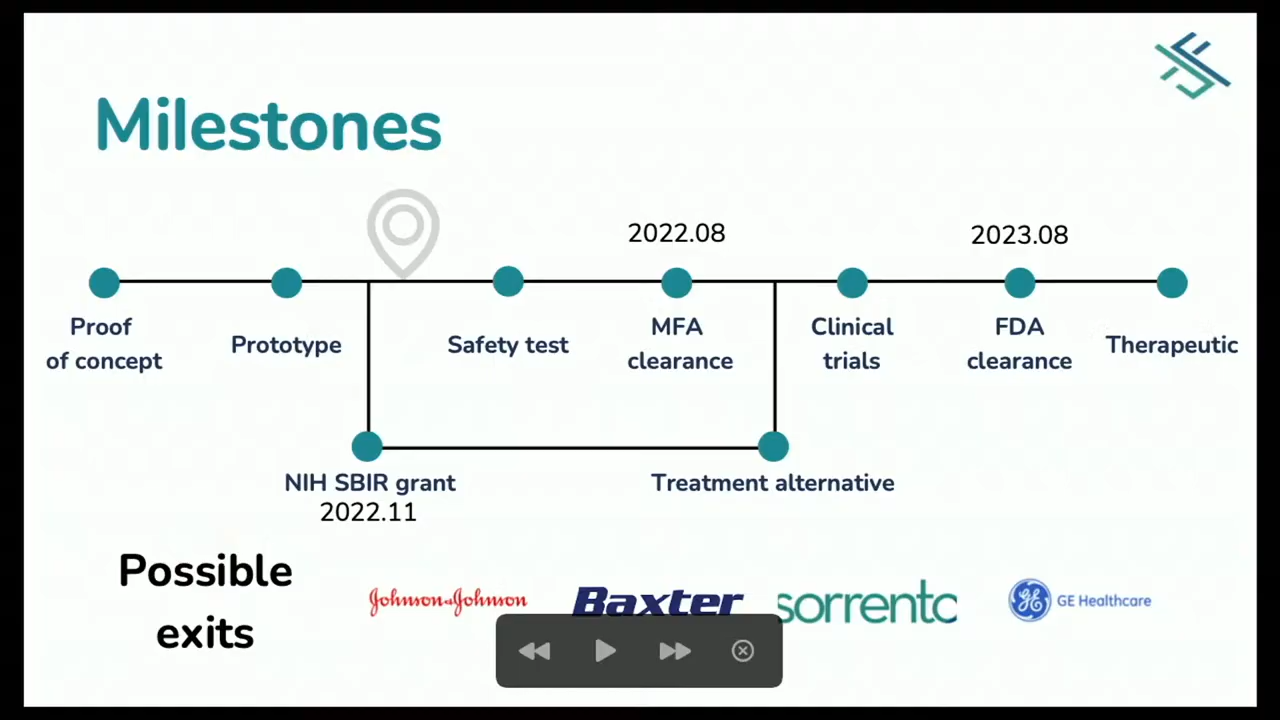 Milestones
2022.08
2023.08
Proof
of concept
Prototype
Safety test
MFA
clearance
Clinical
trials
FDA
clearance
Therapeutic
NIH SBIR grant
2022.11
Treatment alternative
Possible
exits
Johnson&Johnson
Baxter
sorrento
GE Healthcare